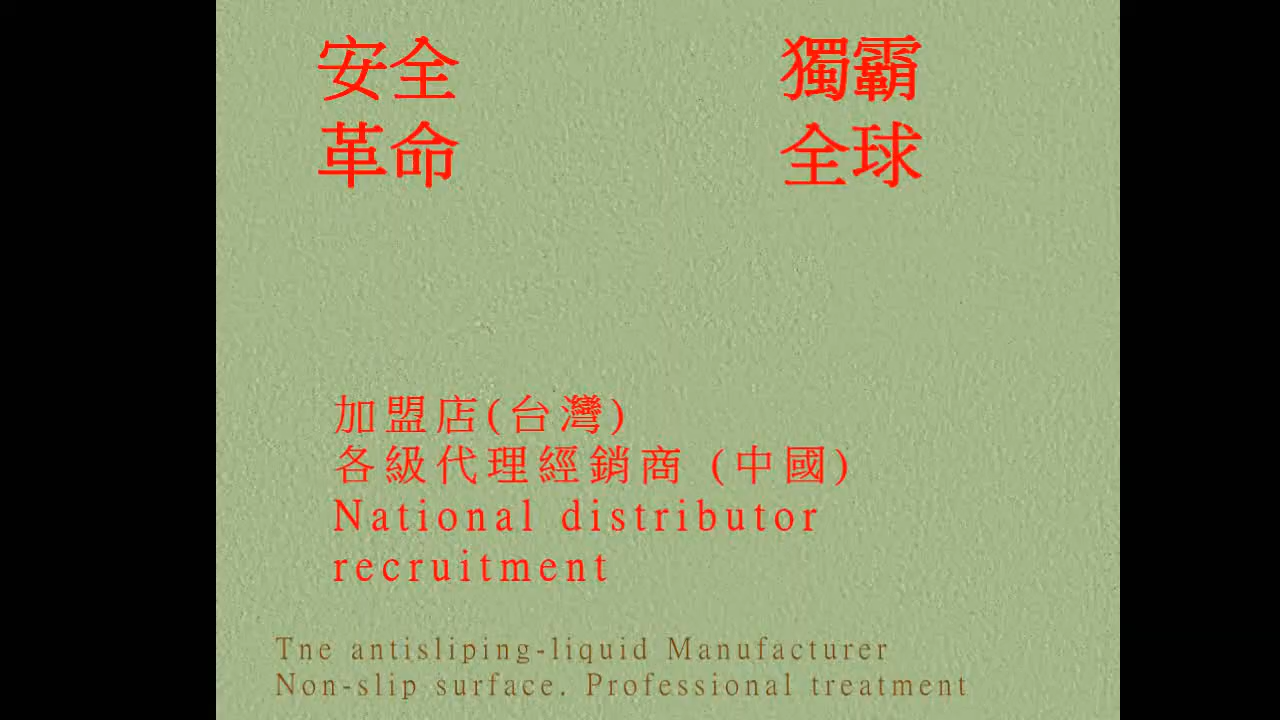 安全
革命
獨霸
全球
加盟店(台灣)
各級代理經銷商 (中國)
National distributor
recruitment
Tne antisliping-liquid Manufacturer
Non-slip surface. Professional treatment